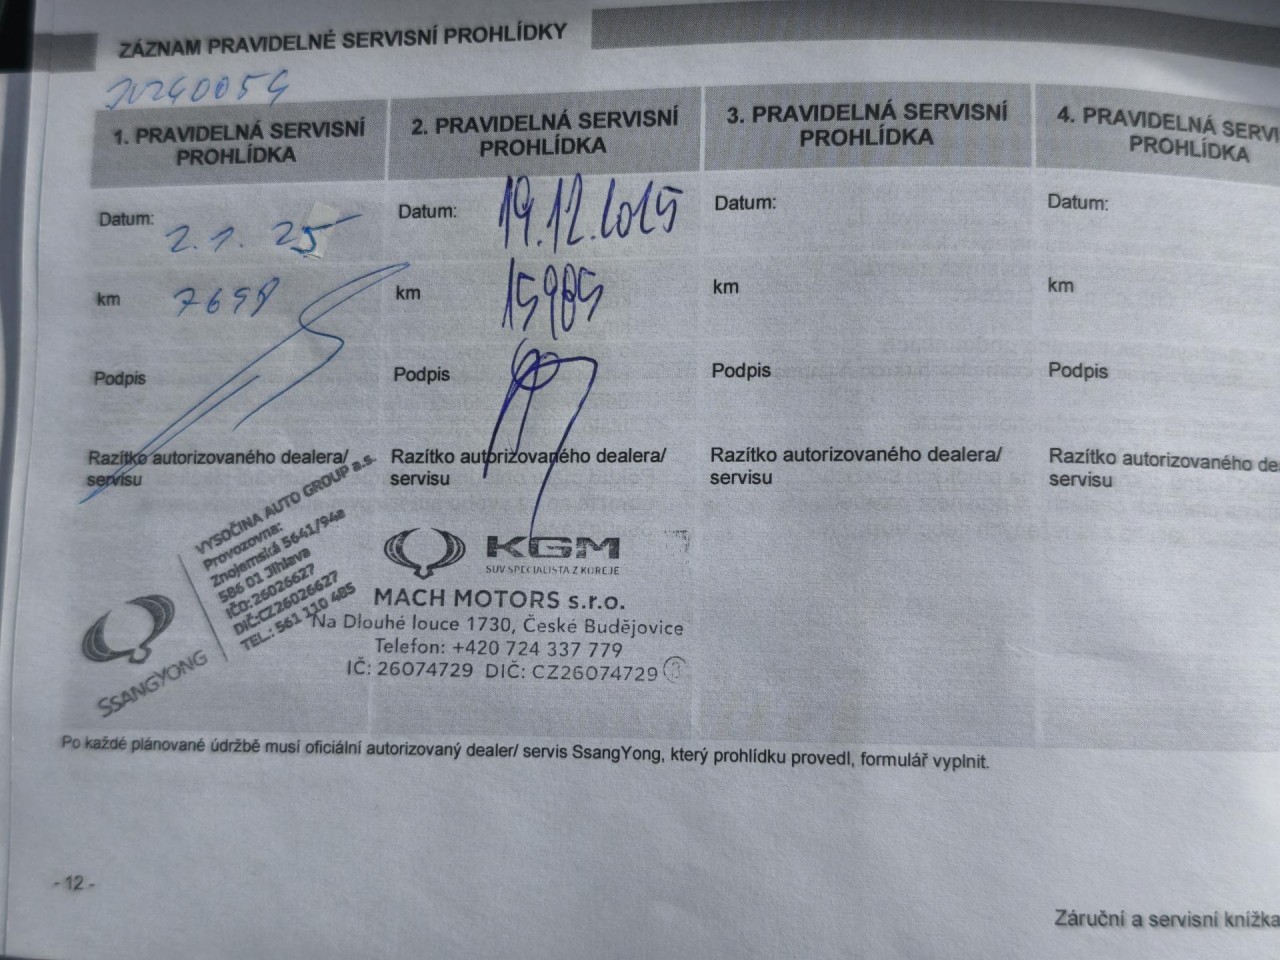 ZÁZNAM PRAVIDELNÉ SERVISNÍ PROHLÍDKY
1. PRAVIDELNÁ SERVISNÍ
PROHLÍDKA
Datum: 2.1. 25
km 7698
Podpis
Razítko autorizovaného dealera/
servisu
VYSOČINA AUTO GROUP a.s.
Provozovna:
Znojemská 5641/94a
586 01 Jihlava
IČO: 26026627
DIČ:CZ26026627
TEL.: 561 110 485
SSANGYONG
2. PRAVIDELNÁ SERVISNÍ
PROHLÍDKA
Datum: 19.12.2025
km 15985
Podpis
Razítko autorizovaného dealera/
servisu
KGM
SUV SPECIALISTA Z KOREJE
MACH MOTORS s.r.o.
Na Dlouhé louce 1730, České Budějovice
Telefon: +420 724 337 779
IČ: 26074729 DIČ: CZ26074729 3
3. PRAVIDELNÁ SERVISNÍ
PROHLÍDKA
Datum:
km
Podpis
Razítko autorizovaného dealera/
servisu
4. PRAVIDELNÁ SERVI
PROHLÍDKA
Datum:
km
Podpis
Razítko autorizovaného de
servisu
Po každé plánované údržbě musí oficiální autorizovaný dealer/ servis SsangYong, který prohlídku provedl, formulář vyplnit.
- 12 -
Záruční a servisní knížka